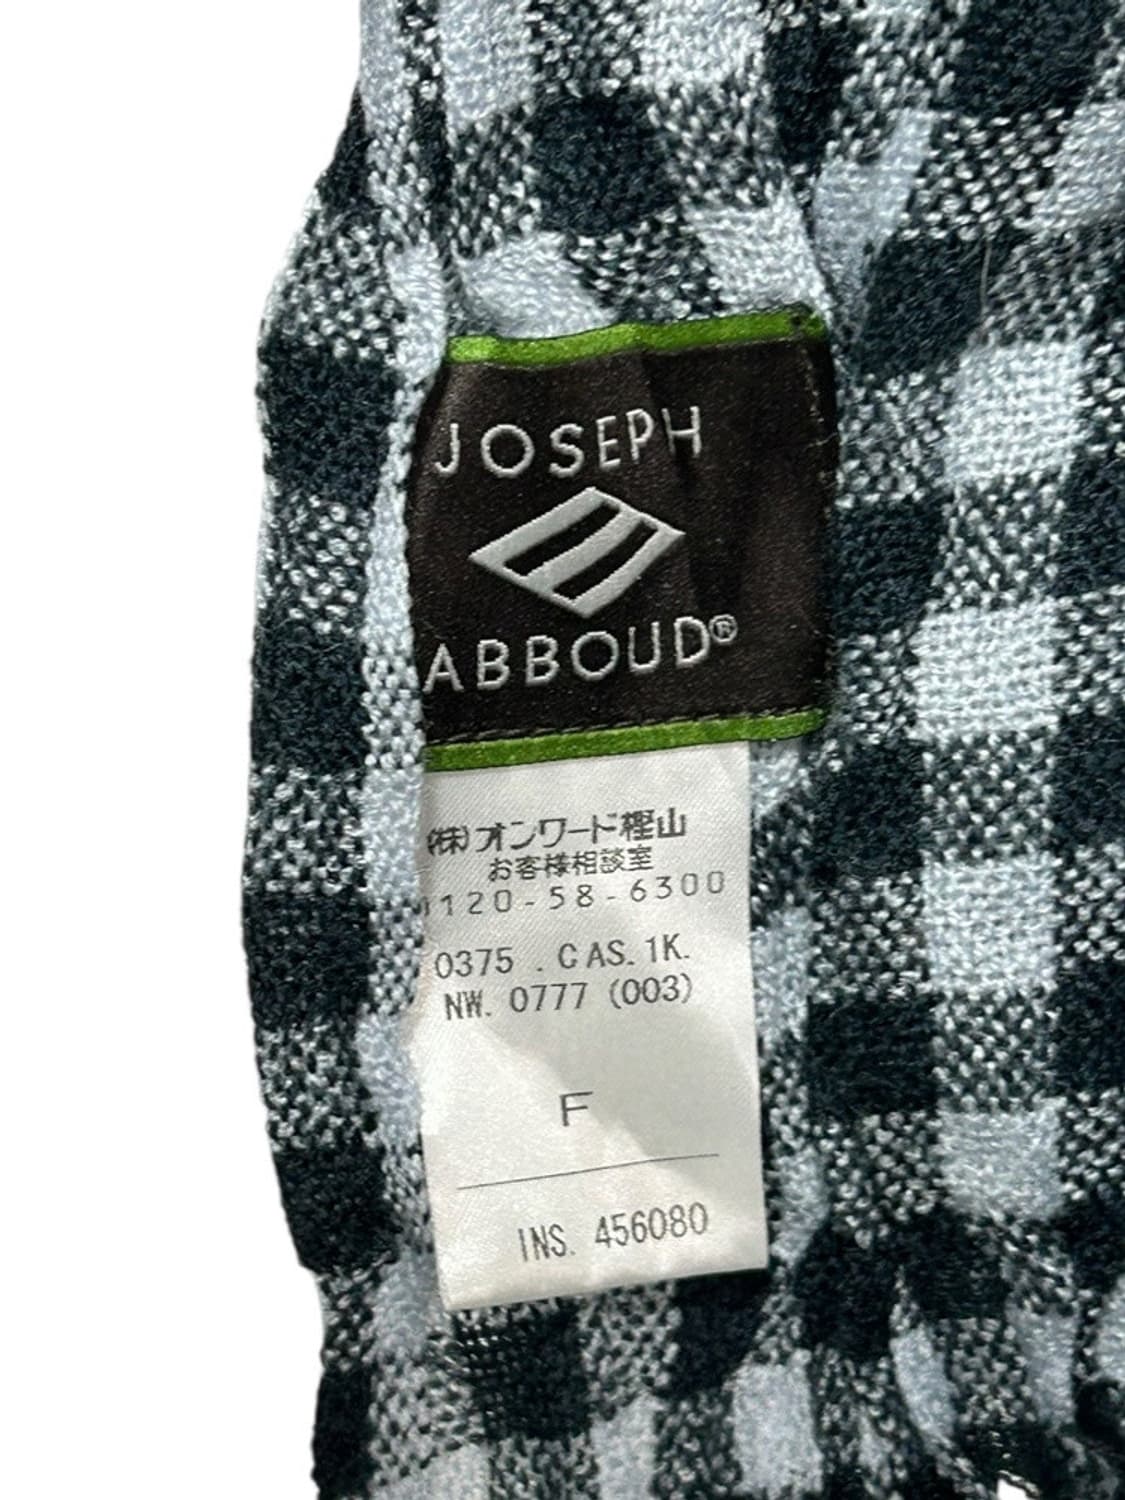 JOSEPH
ABBOUD®
(株)オンワード樫山
お客様相談室
0120-58-6300
0375 . CAS. 1K.
NW. 0777 (003)
F
INS. 456080